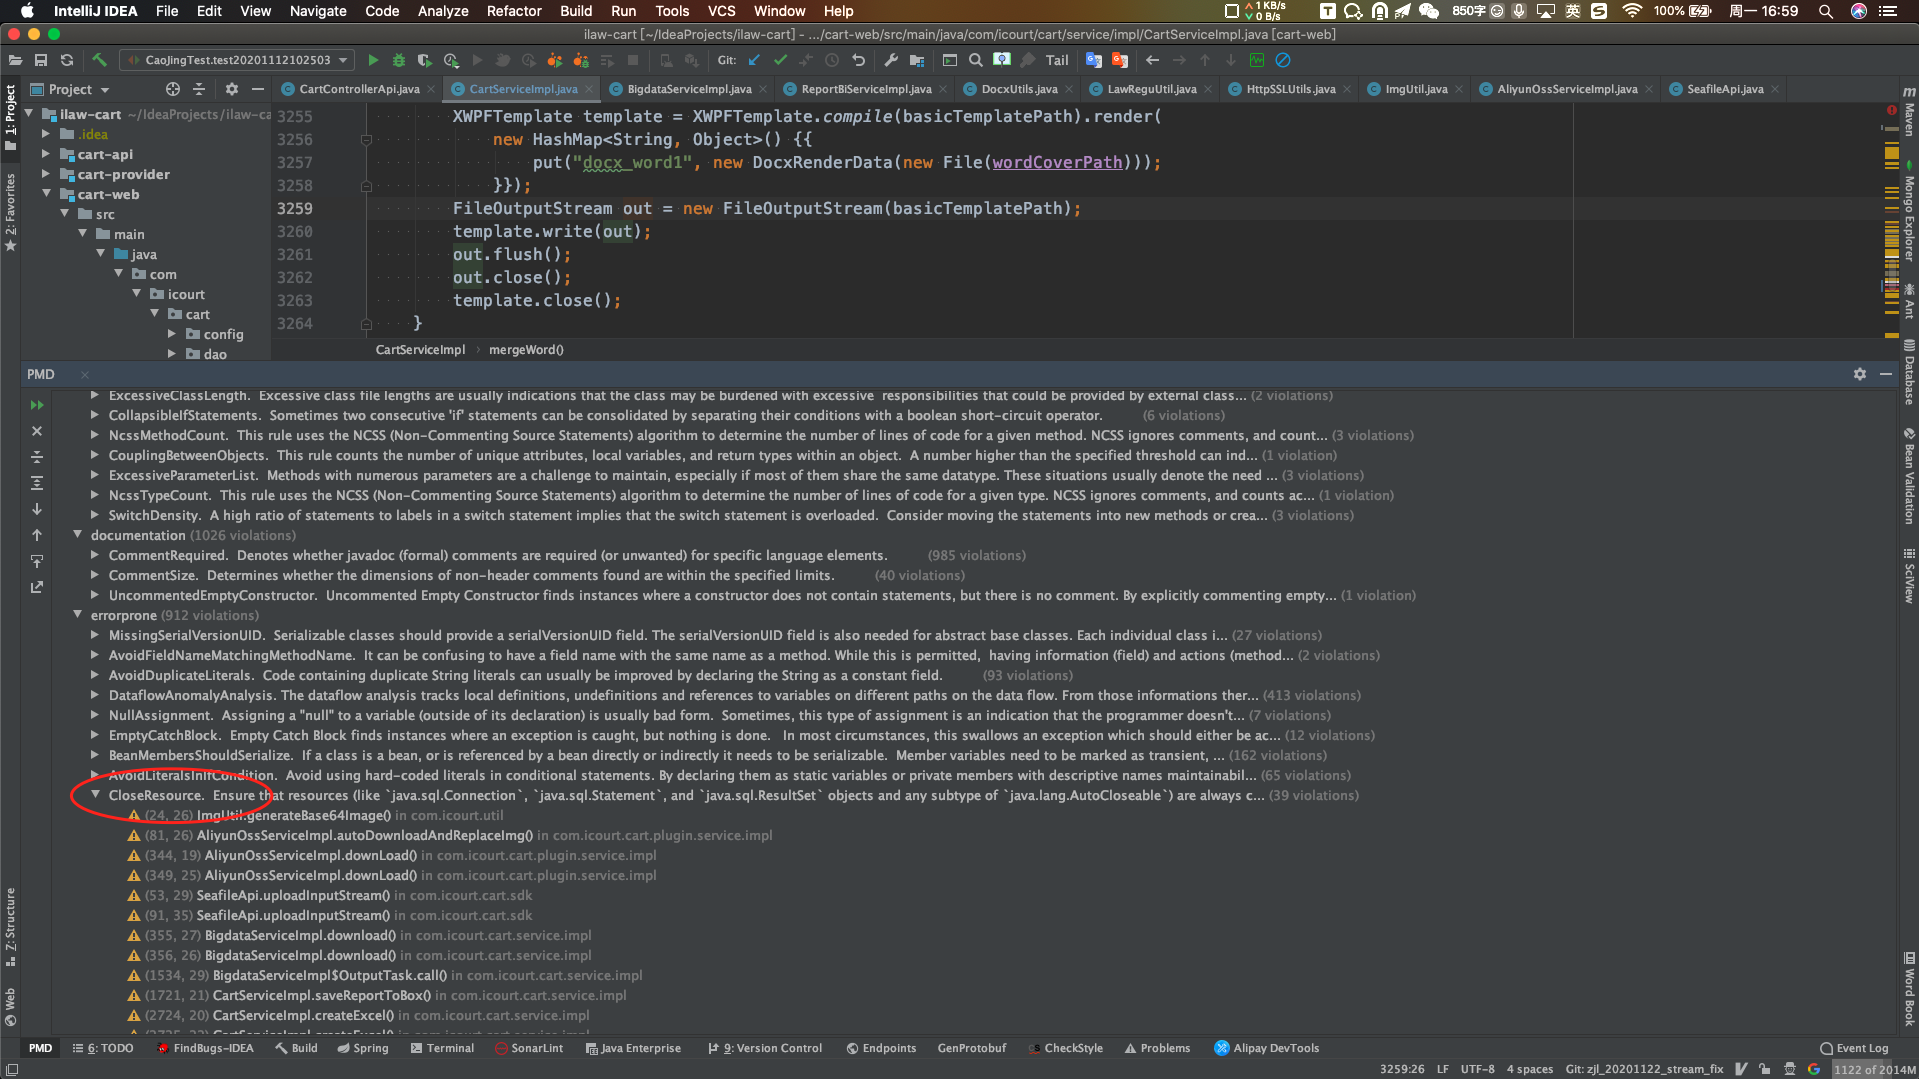 IntelliJ IDEA File Edit View Navigate Code Analyze Refactor Build Run Tools VCS Window Help 1 KB/s 0 B/s 850字 英 100% 周一 16:59
ilaw-cart [~/IdeaProjects/ilaw-cart] - .../cart-web/src/main/java/com/icourt/cart/service/impl/CartServiceImpl.java [cart-web]
CaoJingTest.test20201112102503 Git: Tail
Project CartControllerApi.java CartServiceImpl.java BigdataServiceImpl.java ReportBiServiceImpl.java DocxUtils.java LawReguUtil.java HttpSSLUtils.java ImgUtil.java AliyunOssServiceImpl.java SeafileApi.java
ilaw-cart ~/IdeaProjects/ilaw-ca
.idea
cart-api
cart-provider
cart-web
src
main
java
com
icourt
cart
config
dao
3255 XWPFTemplate template = XWPFTemplate.compile(basicTemplatePath).render(
3256 new HashMap<String, Object>() {{
3257 put("docx_word1", new DocxRenderData(new File(wordCoverPath)));
3258 }});
3259 FileOutputStream out = new FileOutputStream(basicTemplatePath);
3260 template.write(out);
3261 out.flush();
3262 out.close();
3263 template.close();
3264 }
CartServiceImpl › mergeWord()
PMD
ExcessiveClassLength. Excessive class file lengths are usually indications that the class may be burdened with excessive responsibilities that could be provided by external class... (2 violations)
CollapsibleIfStatements. Sometimes two consecutive 'if' statements can be consolidated by separating their conditions with a boolean short-circuit operator. (6 violations)
NcssMethodCount. This rule uses the NCSS (Non-Commenting Source Statements) algorithm to determine the number of lines of code for a given method. NCSS ignores comments, and count... (3 violations)
CouplingBetweenObjects. This rule counts the number of unique attributes, local variables, and return types within an object. A number higher than the specified threshold can ind... (1 violation)
ExcessiveParameterList. Methods with numerous parameters are a challenge to maintain, especially if most of them share the same datatype. These situations usually denote the need ... (3 violations)
NcssTypeCount. This rule uses the NCSS (Non-Commenting Source Statements) algorithm to determine the number of lines of code for a given type. NCSS ignores comments, and counts ac... (1 violation)
SwitchDensity. A high ratio of statements to labels in a switch statement implies that the switch statement is overloaded. Consider moving the statements into new methods or crea... (3 violations)
documentation (1026 violations)
CommentRequired. Denotes whether javadoc (formal) comments are required (or unwanted) for specific language elements. (985 violations)
CommentSize. Determines whether the dimensions of non-header comments found are within the specified limits. (40 violations)
UncommentedEmptyConstructor. Uncommented Empty Constructor finds instances where a constructor does not contain statements, but there is no comment. By explicitly commenting empty... (1 violation)
errorprone (912 violations)
MissingSerialVersionUID. Serializable classes should provide a serialVersionUID field. The serialVersionUID field is also needed for abstract base classes. Each individual class i... (27 violations)
AvoidFieldNameMatchingMethodName. It can be confusing to have a field name with the same name as a method. While this is permitted, having information (field) and actions (method... (2 violations)
AvoidDuplicateLiterals. Code containing duplicate String literals can usually be improved by declaring the String as a constant field. (93 violations)
DataflowAnomalyAnalysis. The dataflow analysis tracks local definitions, undefinitions and references to variables on different paths on the data flow. From those informations ther... (413 violations)
NullAssignment. Assigning a "null" to a variable (outside of its declaration) is usually bad form. Sometimes, this type of assignment is an indication that the programmer doesn't... (7 violations)
EmptyCatchBlock. Empty Catch Block finds instances where an exception is caught, but nothing is done. In most circumstances, this swallows an exception which should either be ac... (12 violations)
BeanMembersShouldSerialize. If a class is a bean, or is referenced by a bean directly or indirectly it needs to be serializable. Member variables need to be marked as transient, ... (162 violations)
AvoidLiteralsInIfCondition. Avoid using hard-coded literals in conditional statements. By declaring them as static variables or private members with descriptive names maintainabil... (65 violations)
CloseResource. Ensure that resources (like `java.sql.Connection`, `java.sql.Statement`, and `java.sql.ResultSet` objects and any subtype of `java.lang.AutoCloseable`) are always c... (39 violations)
(24, 26) ImgUtil.generateBase64Image() in com.icourt.util
(81, 26) AliyunOssServiceImpl.autoDownloadAndReplaceImg() in com.icourt.cart.plugin.service.impl
(344, 19) AliyunOssServiceImpl.downLoad() in com.icourt.cart.plugin.service.impl
(349, 25) AliyunOssServiceImpl.downLoad() in com.icourt.cart.plugin.service.impl
(53, 29) SeafileApi.uploadInputStream() in com.icourt.cart.sdk
(91, 35) SeafileApi.uploadInputStream() in com.icourt.cart.sdk
(355, 27) BigdataServiceImpl.download() in com.icourt.cart.service.impl
(356, 26) BigdataServiceImpl.download() in com.icourt.cart.service.impl
(1534, 29) BigdataServiceImpl$OutputTask.call() in com.icourt.cart.service.impl
(1721, 21) CartServiceImpl.saveReportToBox() in com.icourt.cart.service.impl
(2724, 20) CartServiceImpl.createExcel() in com.icourt.cart.service.impl
1: Project
2: Favorites
Z: Structure
Web
Maven
Mongo Explorer
Ant
Database
Bean Validation
SciView
Word Book
PMD 6: TODO FindBugs-IDEA Build Spring Terminal SonarLint Java Enterprise 9: Version Control Endpoints GenProtobuf CheckStyle Problems Alipay DevTools Event Log
3259:26 LF UTF-8 4 spaces Git: zjl_20201122_stream_fix 1122 of 2014M